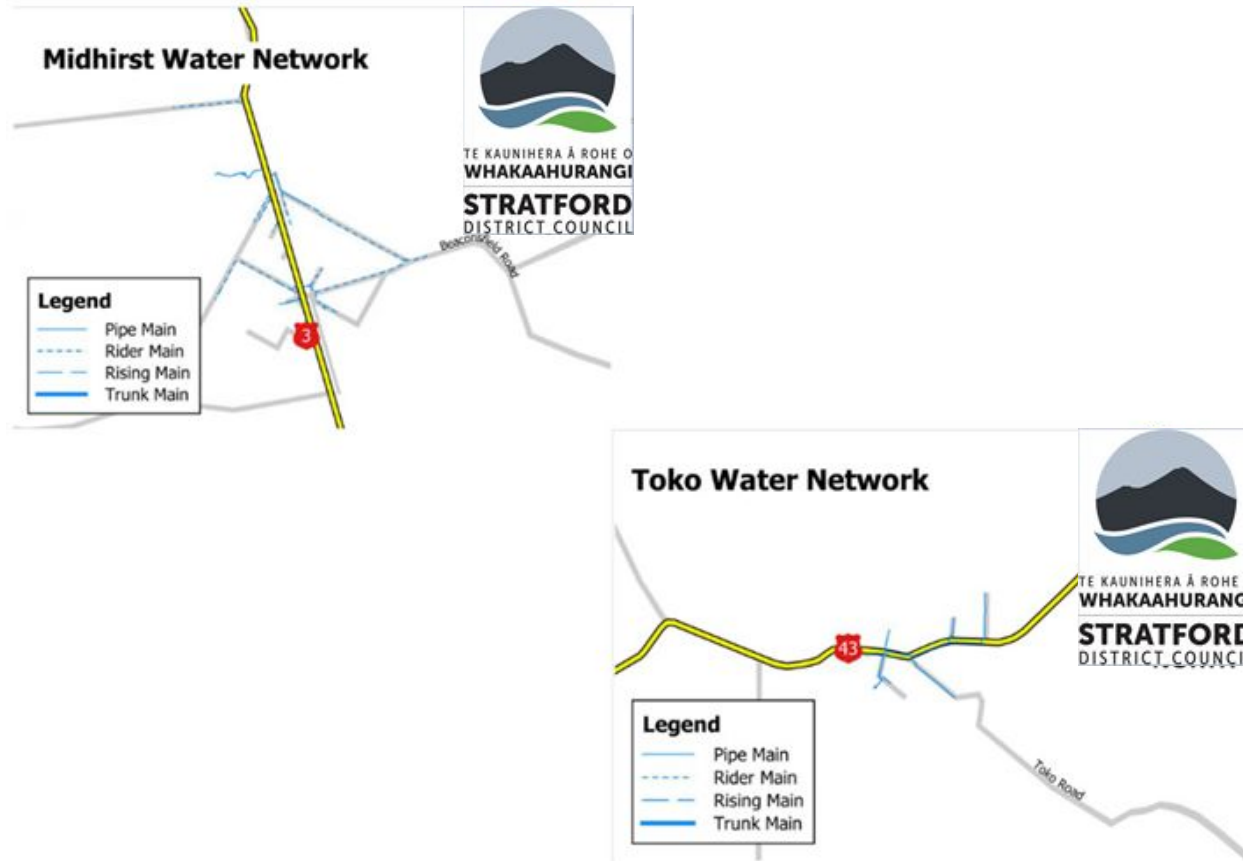 Midhirst Water Network
TE KAUNIHERA Ā ROHE O
WHAKAAHURANGI
STRATFORD
DISTRICT COUNCIL
Beaconsfield Road
Legend
Pipe Main
Rider Main
Rising Main
Trunk Main
3
Toko Water Network
TE KAUNIHERA Ā ROHE
WHAKAAHURANG
STRATFORD
DISTRICT COUNCI
43
Legend
Pipe Main
Rider Main
Rising Main
Trunk Main
Toko Road